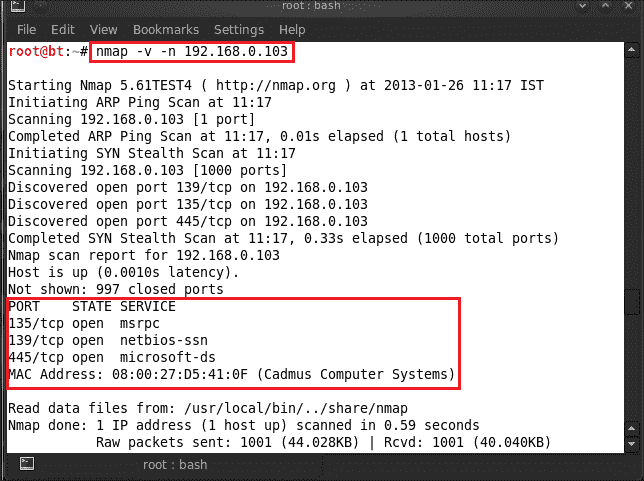 root : bash
File Edit View Bookmarks Settings Help
root@bt:~# nmap -v -n 192.168.0.103
Starting Nmap 5.61TEST4 ( http://nmap.org ) at 2013-01-26 11:17 IST
Initiating ARP Ping Scan at 11:17
Scanning 192.168.0.103 [1 port]
Completed ARP Ping Scan at 11:17, 0.01s elapsed (1 total hosts)
Initiating SYN Stealth Scan at 11:17
Scanning 192.168.0.103 [1000 ports]
Discovered open port 139/tcp on 192.168.0.103
Discovered open port 135/tcp on 192.168.0.103
Discovered open port 445/tcp on 192.168.0.103
Completed SYN Stealth Scan at 11:17, 0.33s elapsed (1000 total ports)
Nmap scan report for 192.168.0.103
Host is up (0.0010s latency).
Not shown: 997 closed ports
PORT    STATE SERVICE
135/tcp open  msrpc
139/tcp open  netbios-ssn
445/tcp open  microsoft-ds
MAC Address: 08:00:27:D5:41:0F (Cadmus Computer Systems)
Read data files from: /usr/local/bin/../share/nmap
Nmap done: 1 IP address (1 host up) scanned in 0.59 seconds
Raw packets sent: 1001 (44.028KB) | Rcvd: 1001 (40.040KB)
root : bash